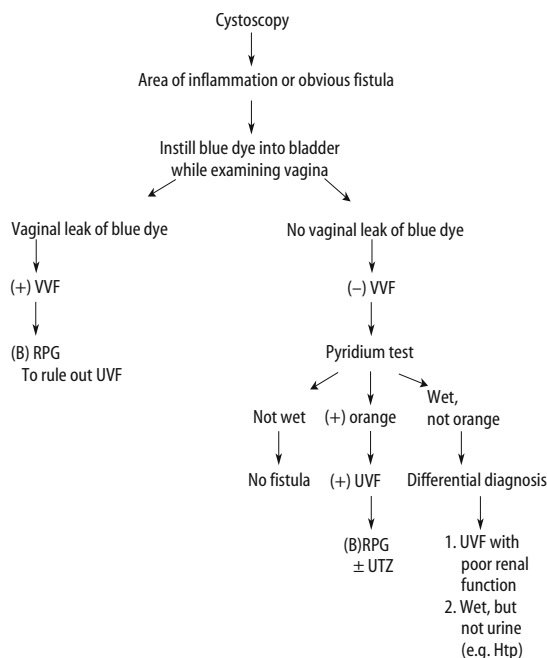 Cystoscopy
Area of inflammation or obvious fistula
Instill blue dye into bladder
while examining vagina
Vaginal leak of blue dye
No vaginal leak of blue dye
(+) VVF
(–) VVF
(B) RPG
To rule out UVF
Pyridium test
Not wet
(+) orange
Wet,
not orange
No fistula
(+) UVF
Differential diagnosis
(B)RPG
± UTZ
1. UVF with
poor renal
function
2. Wet, but
not urine
(e.g. Htp)